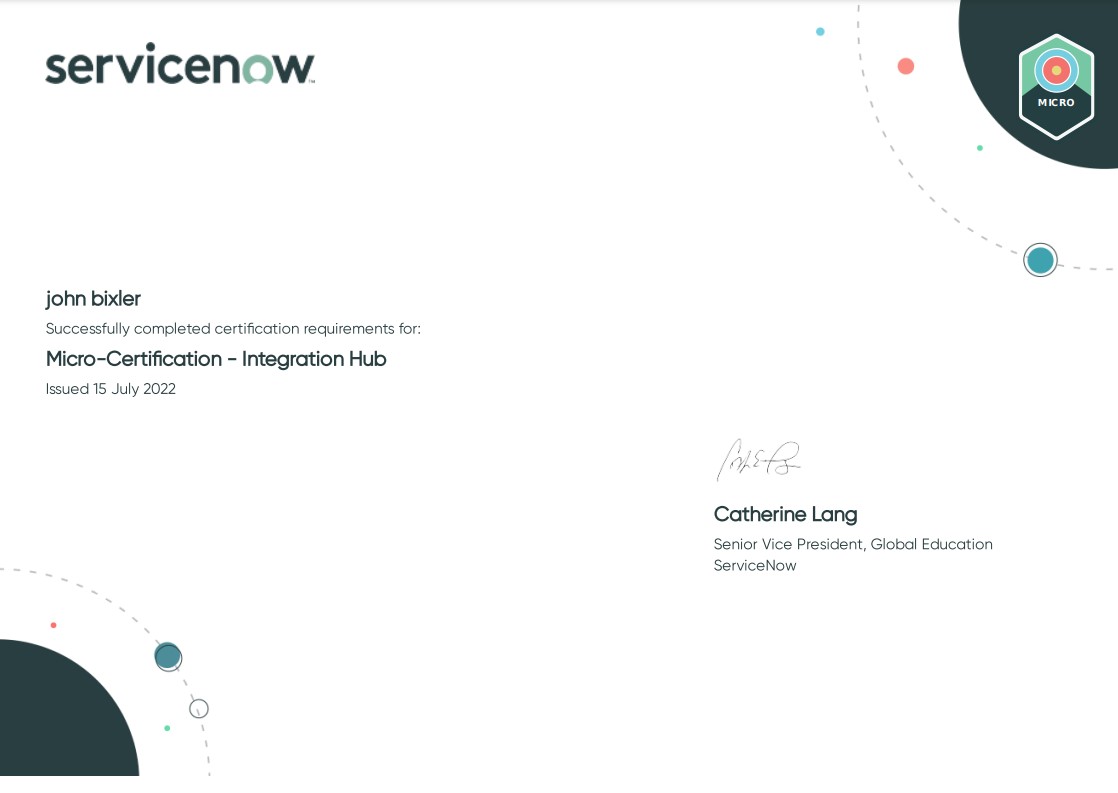 servicenow™
MICRO
john bixler
Successfully completed certification requirements for:
Micro-Certification - Integration Hub
Issued 15 July 2022
Catherine Lang
Senior Vice President, Global Education
ServiceNow